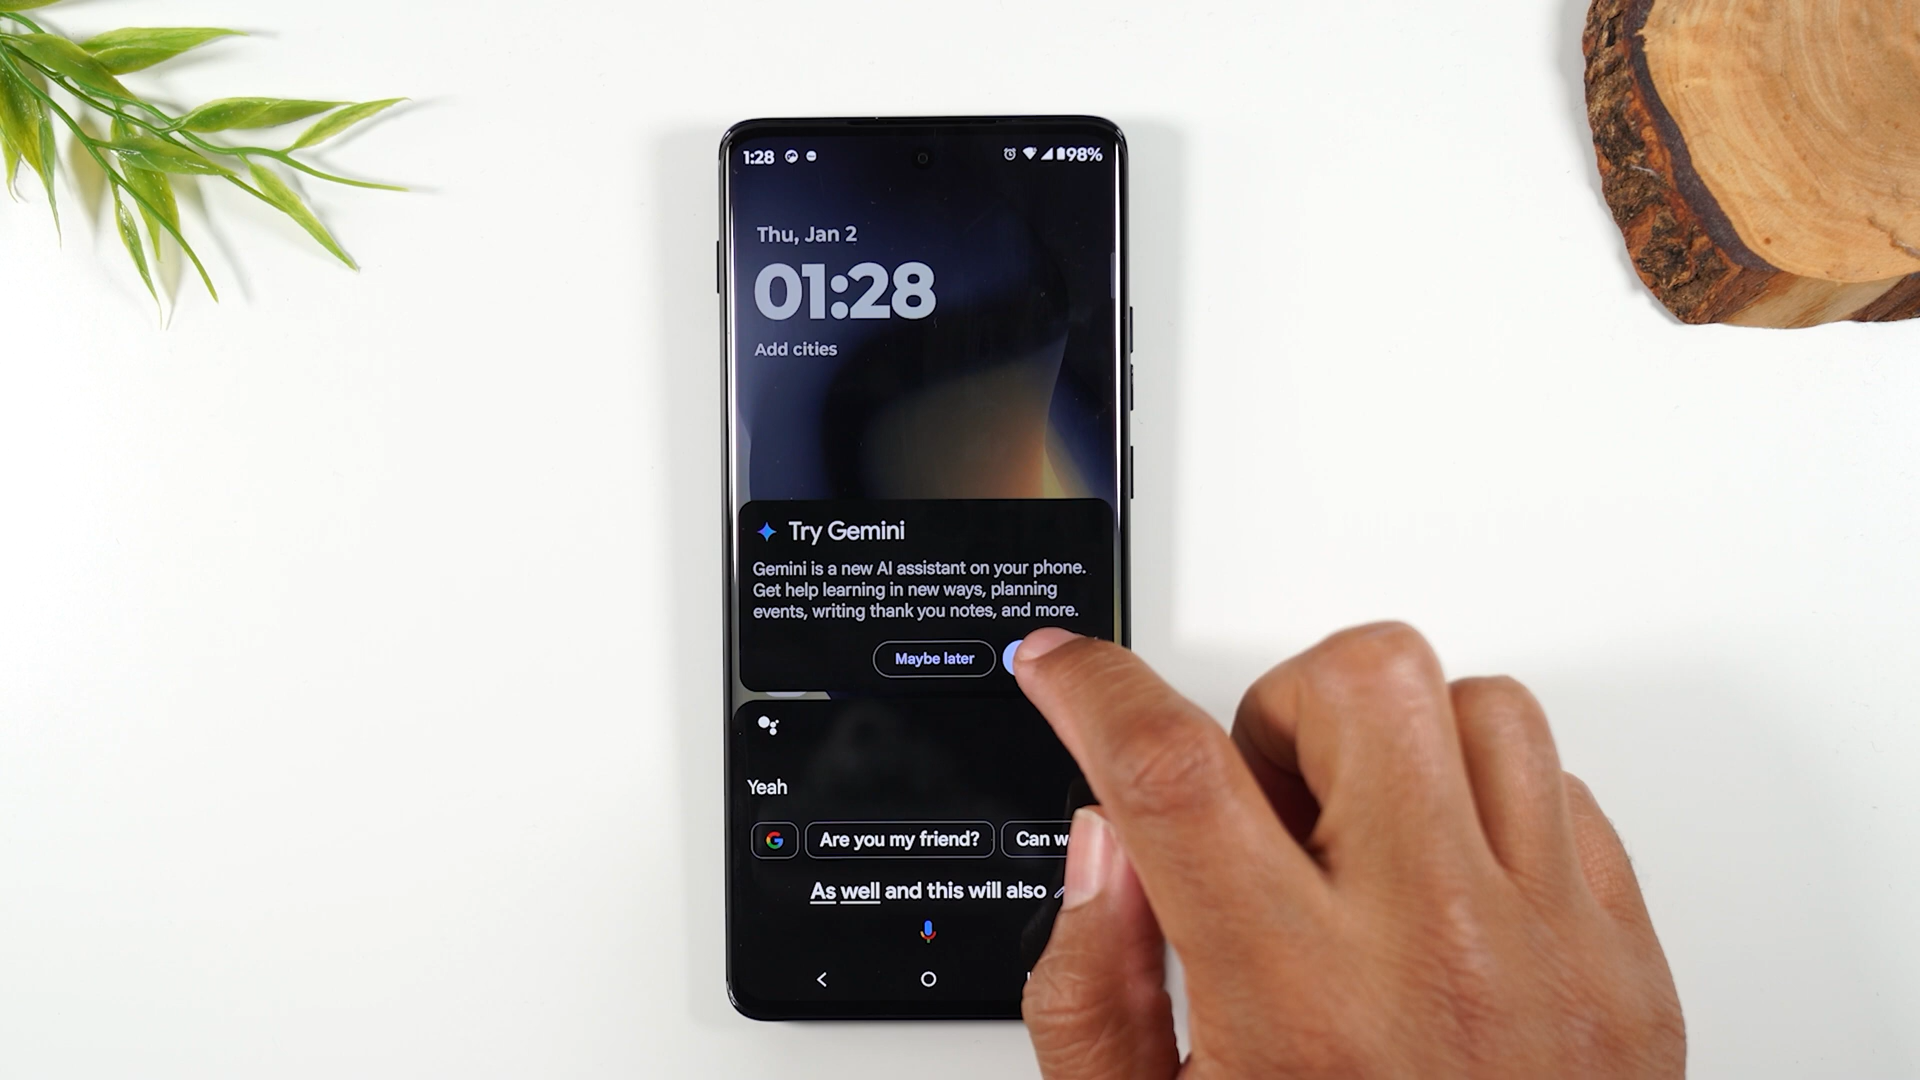 1:28
98%
Thu, Jan 2
01:28
Add cities
Try Gemini
Gemini is a new AI assistant on your phone.
Get help learning in new ways, planning
events, writing thank you notes, and more.
Maybe later
Yeah
Are you my friend? Can
As well and this will also